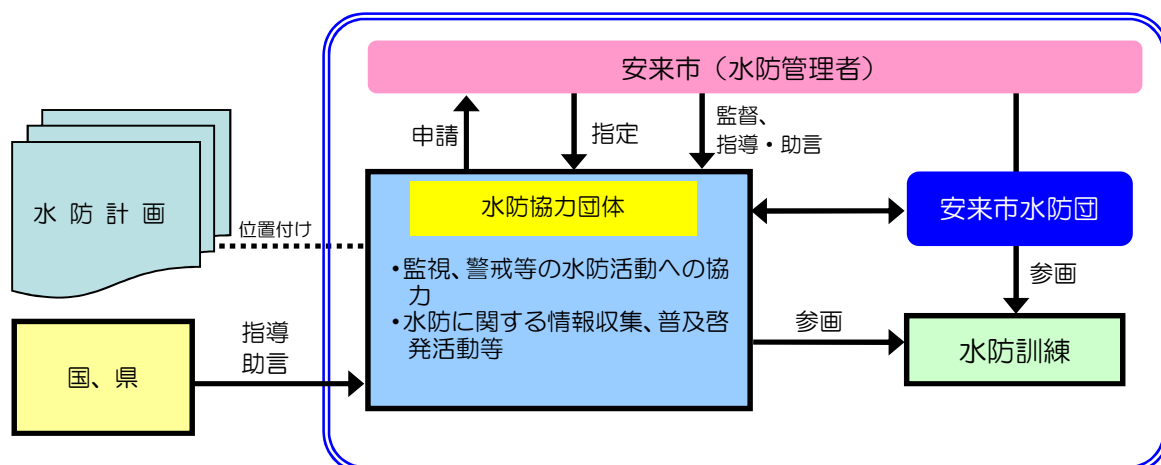 安来市（水防管理者）
申請
指定
監督、
指導・助言
水防計画
位置付け
水防協力団体
安来市水防団
・監視、警戒等の水防活動への協
力
・水防に関する情報収集、普及啓
発活動等
参画
参画
水防訓練
指導
助言
国、県